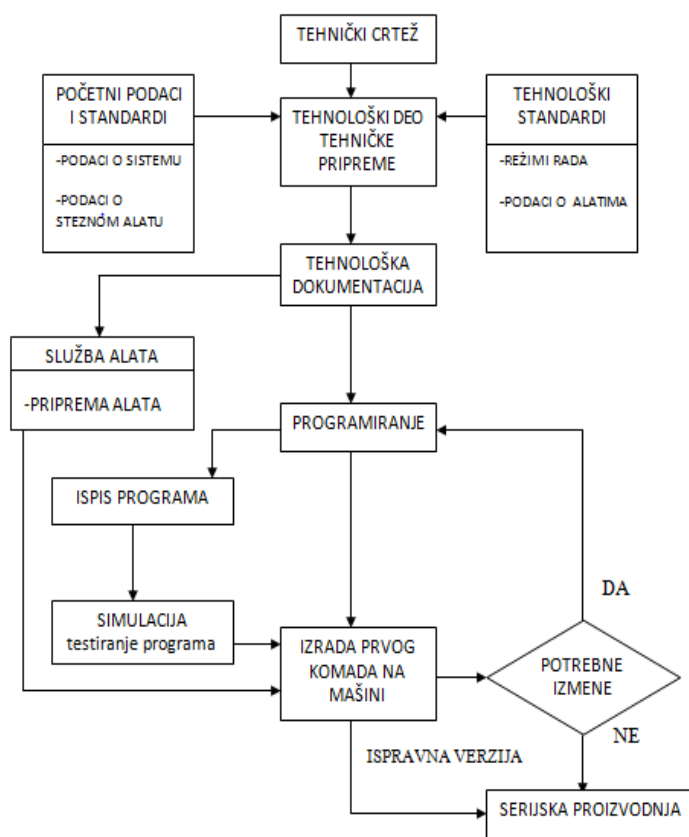 TEHNIČKI CRTEŽ
POČETNI PODACI
I STANDARDI
-PODACI O SISTEMU
-PODACI O
STEZNOM ALATU
TEHNOLOŠKI DEO
TEHNIČKE
PRIPREME
TEHNOLOŠKI
STANDARDI
-REŽIMI RADA
-PODACI O ALATIMA
TEHNOLOŠKA
DOKUMENTACIJA
SLUŽBA ALATA
-PRIPREMA ALATA
PROGRAMIRANJE
ISPIS PROGRAMA
SIMULACIJA
testiranje programa
IZRADA PRVOG
KOMADA NA
MAŠINI
DA
POTREBNE
IZMENE
NE
ISPRAVNA VERZIJA
SERIJSKA PROIZVODNJA